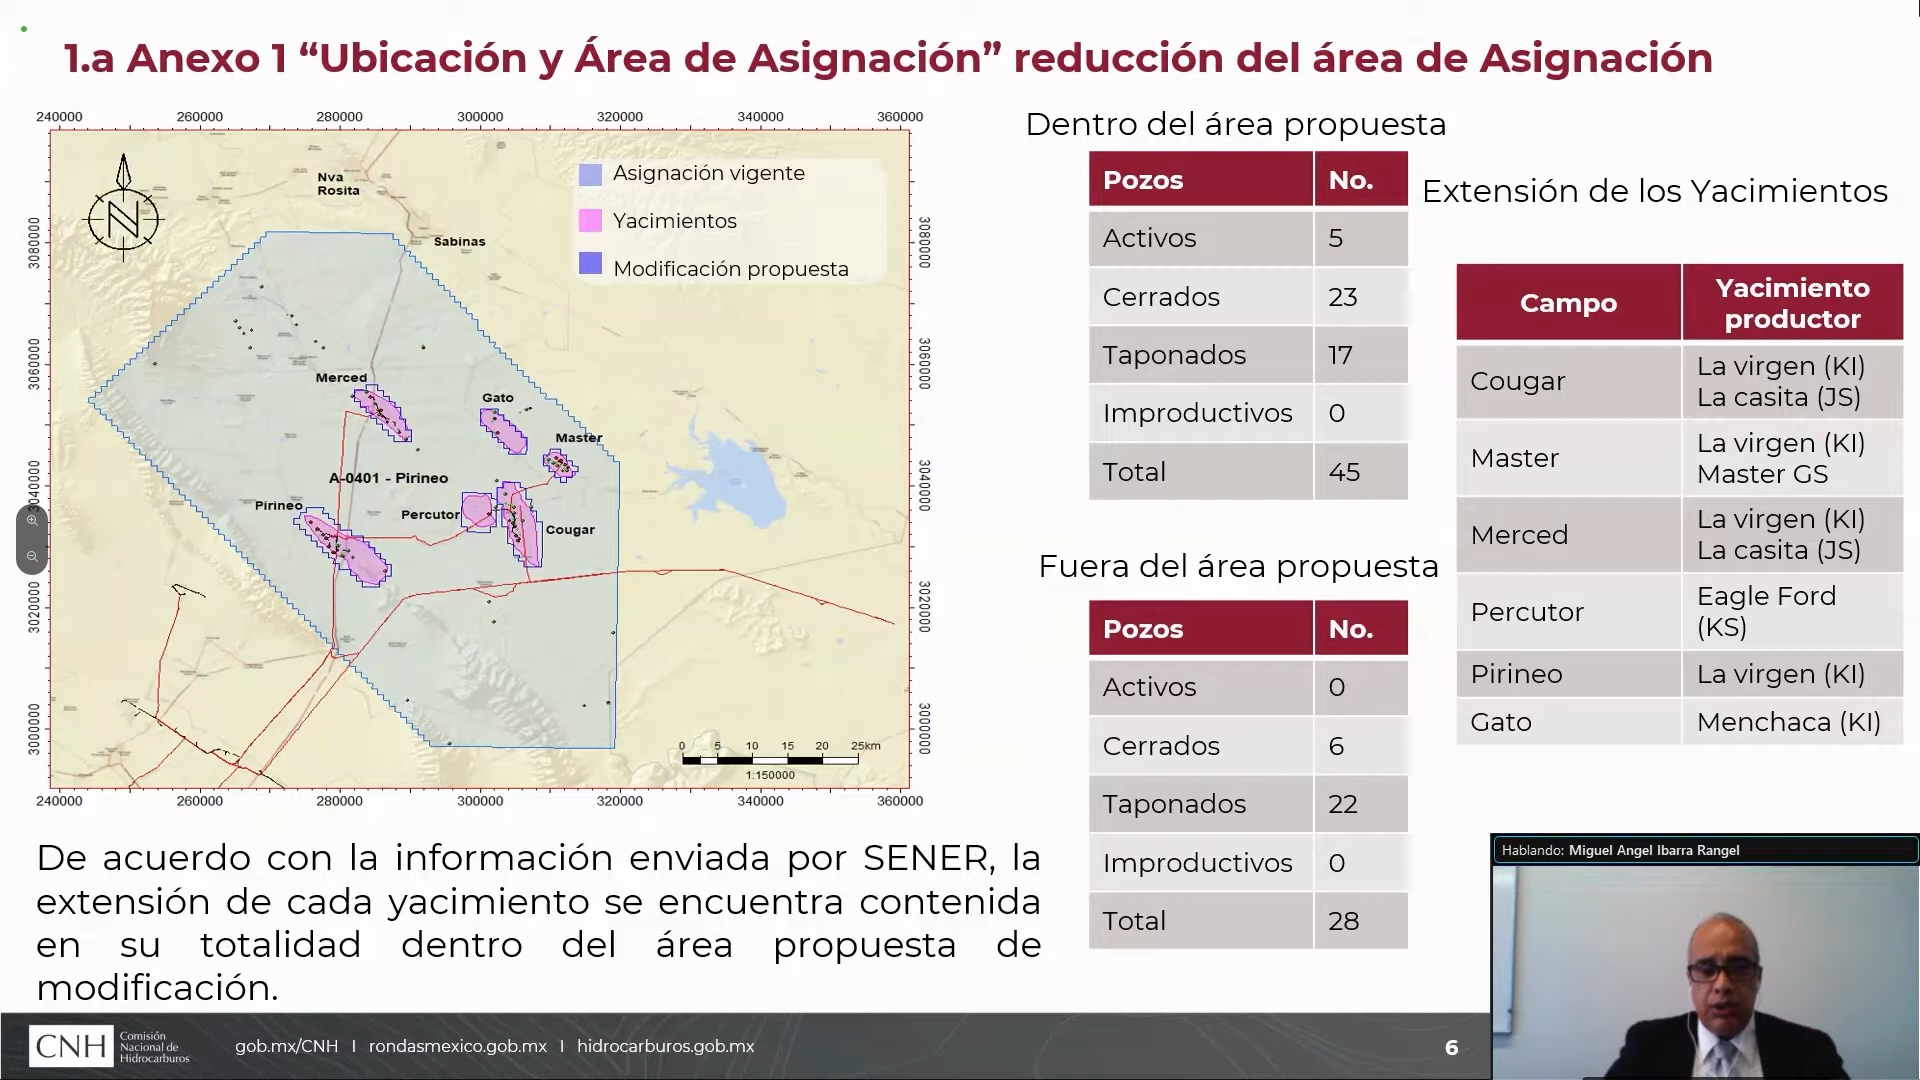 1.a Anexo 1 “Ubicación y Área de Asignación” reducción del área de Asignación
240000 260000 280000 300000 320000 340000 360000
3080000 3060000 3040000 3020000 3000000
N
Nva
Rosita
Sabinas
Asignación vigente
Yacimientos
Modificación propuesta
Merced
Gato
Master
A-0401 - Pirineo
Pirineo
Percutor
Cougar
3080000 3060000 3040000 3020000 3000000
0 5 10 15 20 25km
1:150000
240000 260000 280000 300000 320000 340000 360000
De acuerdo con la información enviada por SENER, la
extensión de cada yacimiento se encuentra contenida
en su totalidad dentro del área propuesta de
modificación.
Dentro del área propuesta
Pozos No.
Activos 5
Cerrados 23
Taponados 17
Improductivos 0
Total 45
Fuera del área propuesta
Pozos No.
Activos 0
Cerrados 6
Taponados 22
Improductivos 0
Total 28
Extensión de los Yacimientos
Campo Yacimiento
productor
Cougar La virgen (KI)
La casita (JS)
Master La virgen (KI)
Master GS
Merced La virgen (KI)
La casita (JS)
Percutor Eagle Ford
(KS)
Pirineo La virgen (KI)
Gato Menchaca (KI)
Hablando: Miguel Angel Ibarra Rangel
CNH Comisión
Nacional de
Hidrocarburos
gob.mx/CNH I rondasmexico.gob.mx I hidrocarburos.gob.mx
6